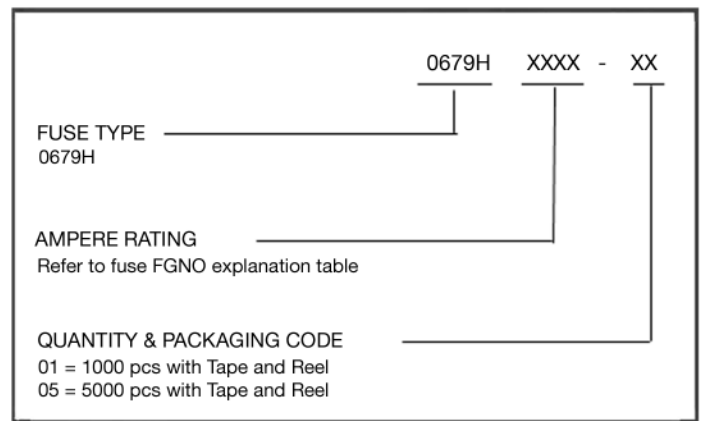 0679H XXXX - XX
FUSE TYPE
0679H
AMPERE RATING
Refer to fuse FGNO explanation table
QUANTITY & PACKAGING CODE
01 = 1000 pcs with Tape and Reel
05 = 5000 pcs with Tape and Reel